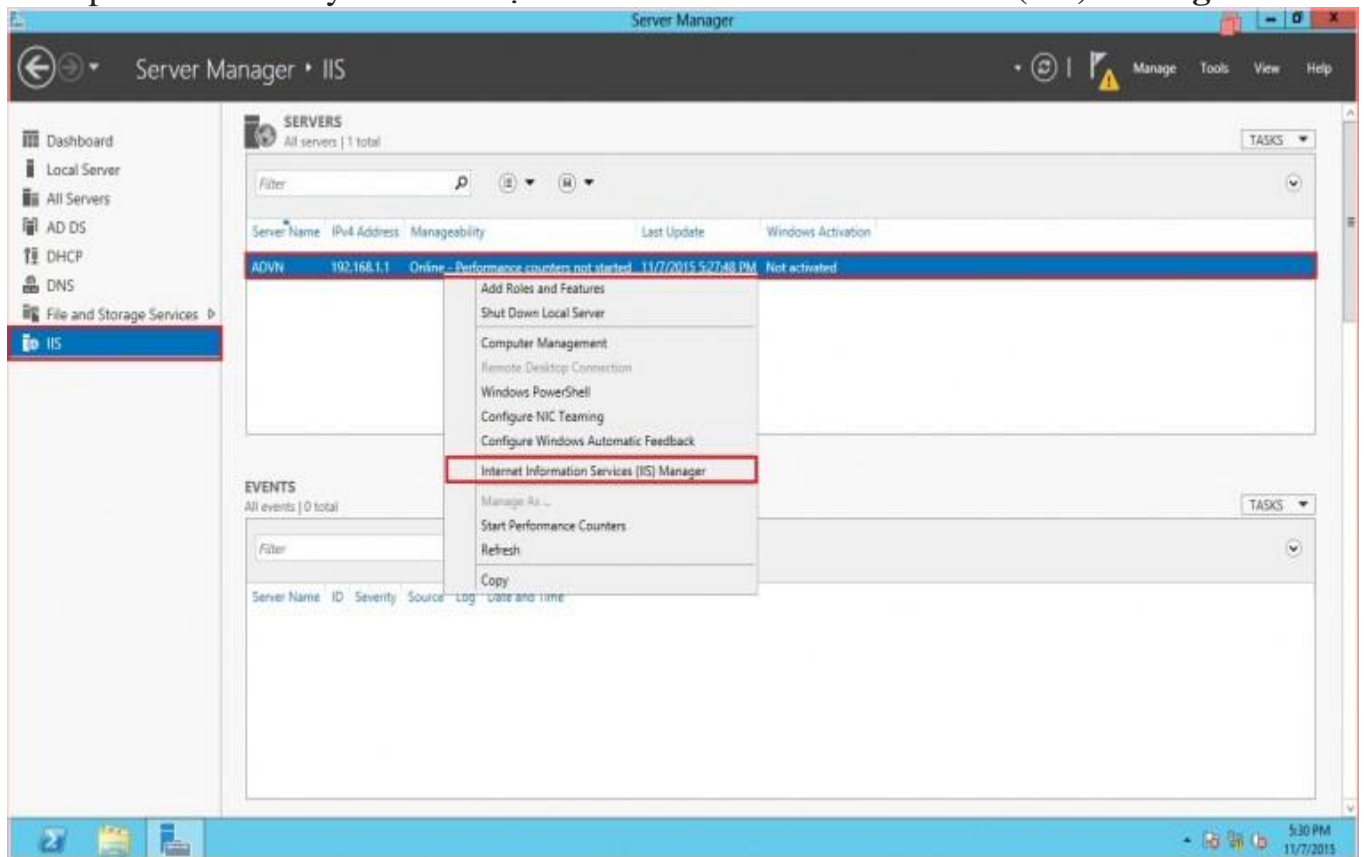 Server Manager
Server Manager • IIS
Manage Tools View Help
Dashboard
Local Server
All Servers
AD DS
DHCP
DNS
File and Storage Services
IIS
SERVERS
All servers | 1 total
TASKS
Filter
Server Name IPv4 Address Manageability Last Update Windows Activation
ADVN 192.168.1.1 Online - Performance counters not started 11/7/2015 5:27:48 PM Not activated
Add Roles and Features
Shut Down Local Server
Computer Management
Remote Desktop Connection
Windows PowerShell
Configure NIC Teaming
Configure Windows Automatic Feedback
Internet Information Services (IIS) Manager
Manage As ...
Start Performance Counters
Refresh
Copy
EVENTS
All events | 0 total
TASKS
Filter
Server Name ID Severity Source Log Date and Time
5:30 PM
11/7/2015